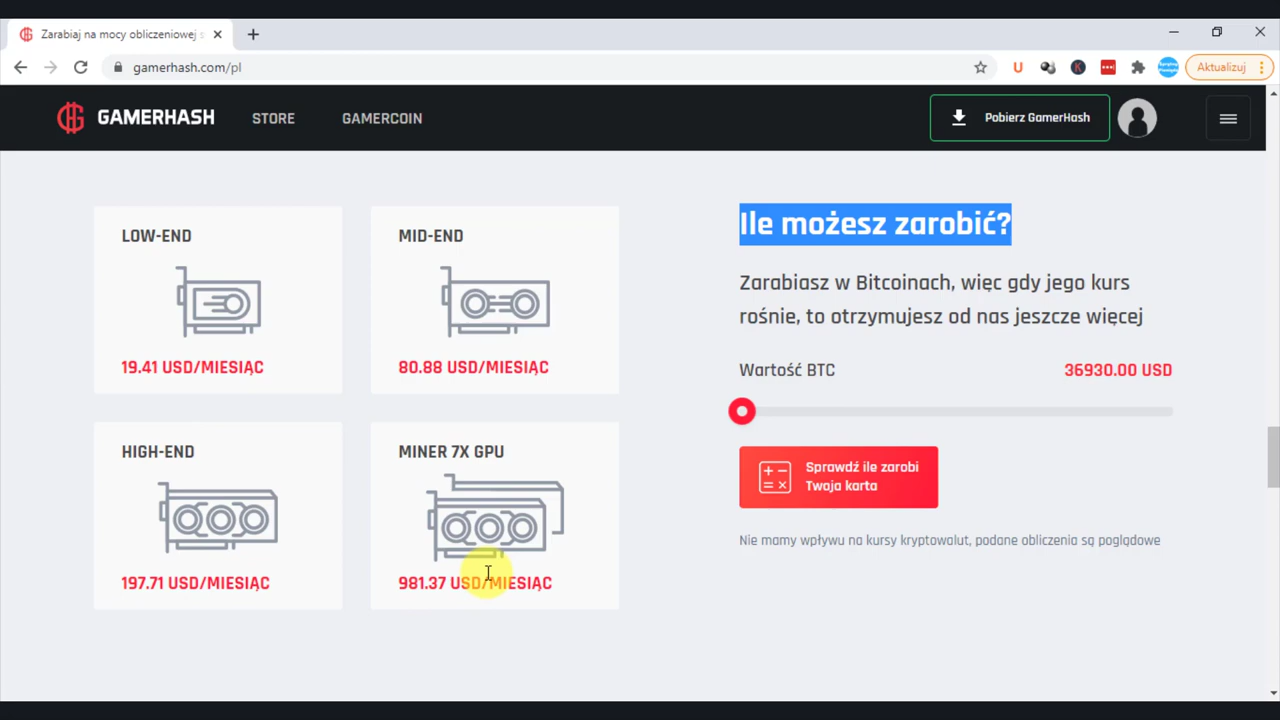 Zarabiaj na mocy obliczeniowej s
gamerhash.com/pl
Aktualizuj
GAMERHASH
STORE
GAMERCOIN
Pobierz GamerHash
LOW-END
19.41 USD/MIESIĄC
MID-END
80.88 USD/MIESIĄC
HIGH-END
197.71 USD/MIESIĄC
MINER 7X GPU
981.37 USD/MIESIĄC
Ile możesz zarobić?
Zarabiasz w Bitcoinach, więc gdy jego kurs
rośnie, to otrzymujesz od nas jeszcze więcej
Wartość BTC 36930.00 USD
Sprawdź ile zarobi
Twoja karta
Nie mamy wpływu na kursy kryptowalut, podane obliczenia są poglądowe